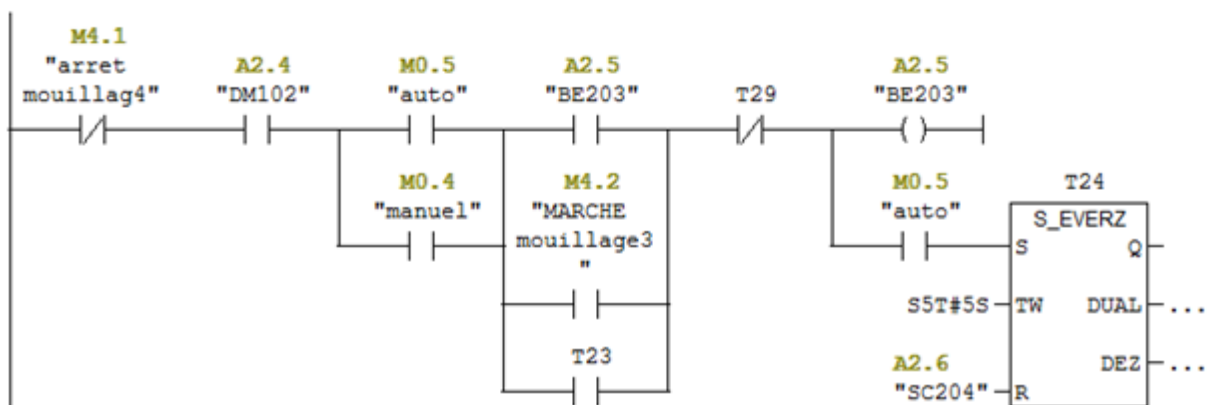 M4.1
"arret
mouillag4"
A2.4
"DM102"
M0.5
"auto"
A2.5
"BE203"
T29
A2.5
"BE203"
M0.4
"manuel"
M4.2
"MARCHE
mouillage3
"
M0.5
"auto"
T24
S_EVERZ
S
Q
S5T#5S
TW
DUAL
...
T23
A2.6
"SC204"
R
DEZ
...